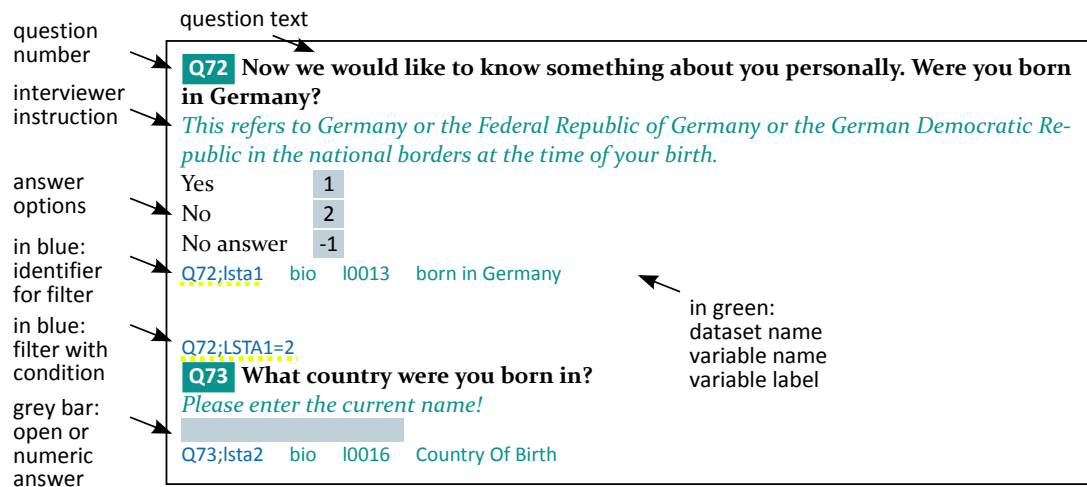 question text
question
number
Q72 Now we would like to know something about you personally. Were you born
in Germany?
interviewer
instruction
This refers to Germany or the Federal Republic of Germany or the German Democratic Re-
public in the national borders at the time of your birth.
answer
options
Yes 1
No 2
No answer -1
in blue:
identifier
for filter
Q72;lsta1 bio l0013 born in Germany
in green:
dataset name
variable name
variable label
in blue:
filter with
condition
Q72;LSTA1=2
Q73 What country were you born in?
Please enter the current name!
grey bar:
open or
numeric
answer
Q73;lsta2 bio l0016 Country Of Birth